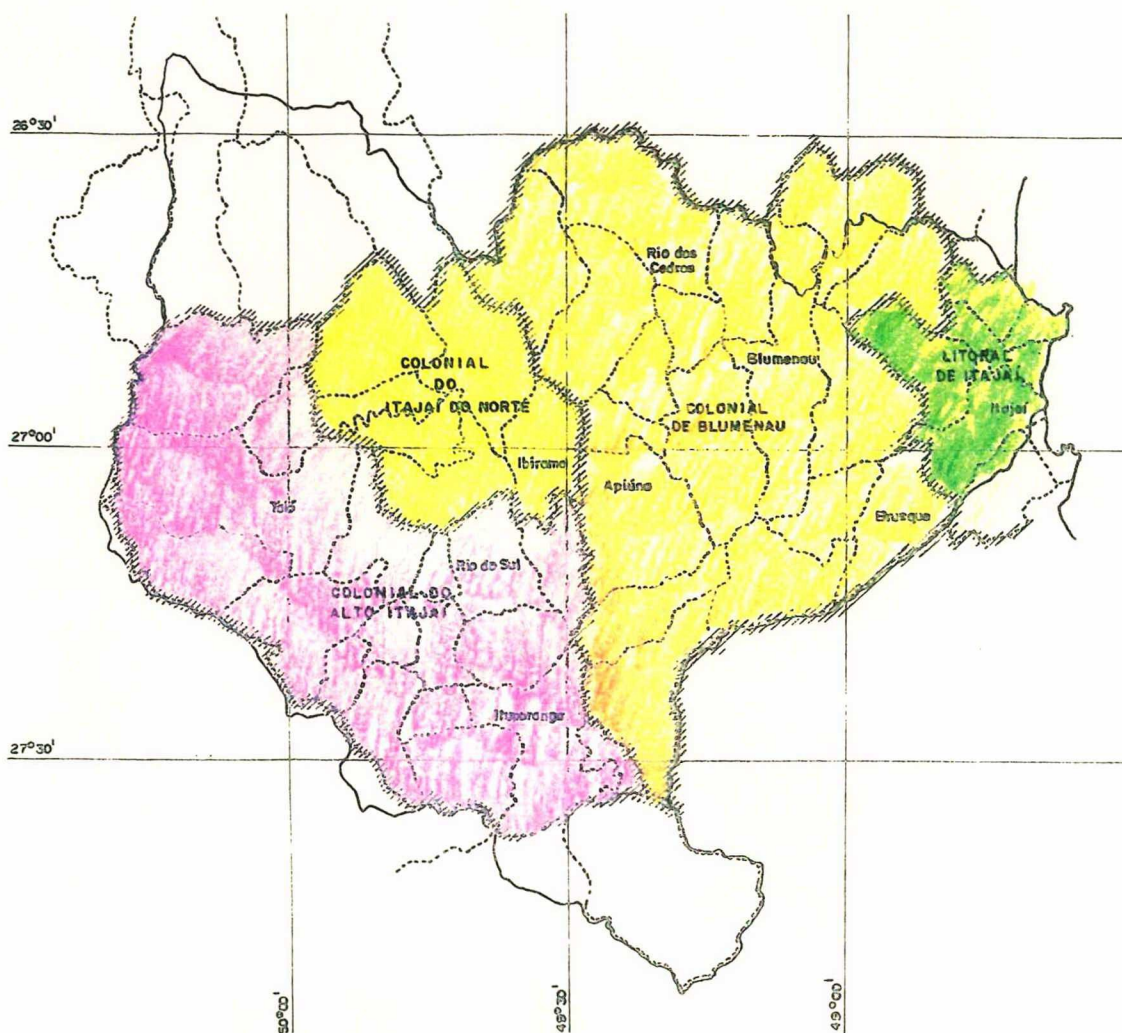 26°30'
RIO dos
Cedros
COLONIAL
DO
ITAJAÍ DO NORTE
Blumenau
LITORAL
DE ITAJAÍ
Itajaí
COLONIAL
DE BLUMENAU
27°00'
Ibirama
Apiúna
Taió
Brusque
Rio do Sul
COLONIAL DO
ALTO ITAJAÍ
Ituporanga
27°30'
50°00'
49°30'
49°00'